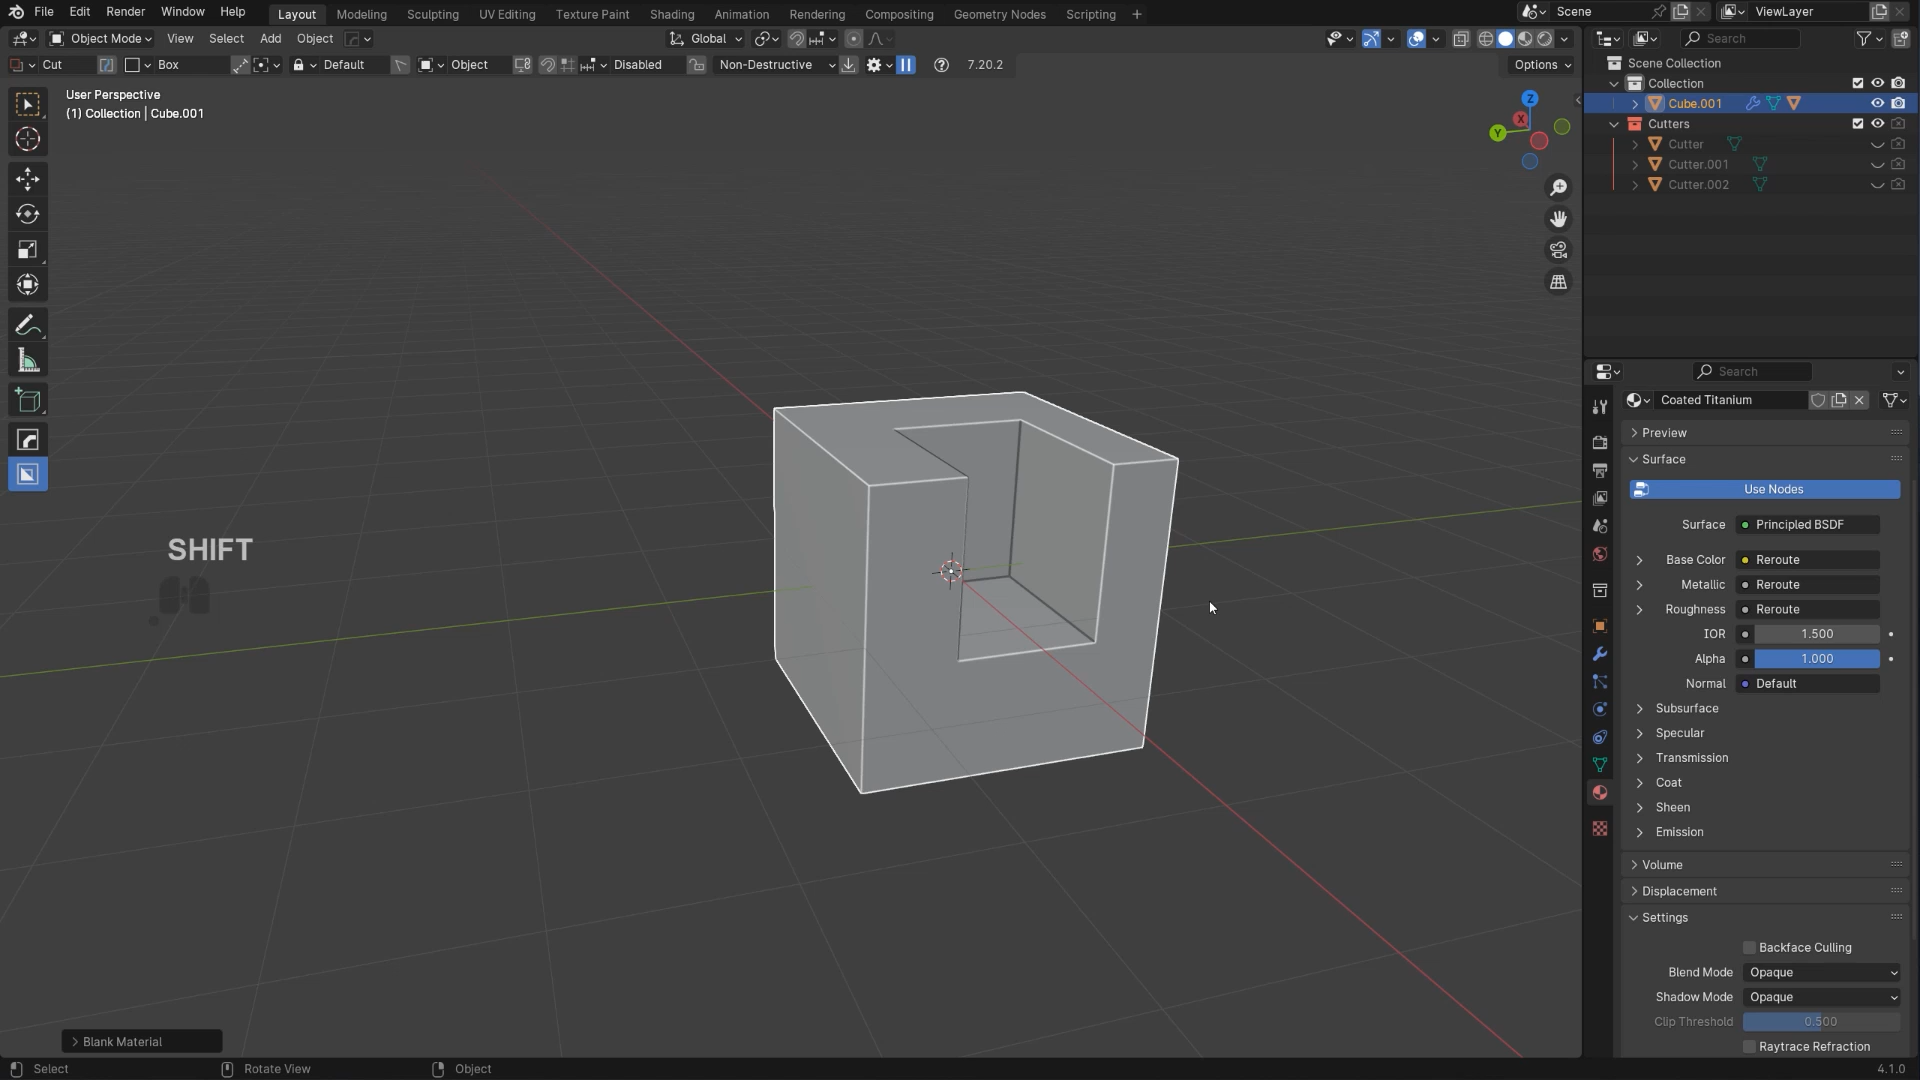 File Edit Render Window Help Layout Modeling Sculpting UV Editing Texture Paint Shading Animation Rendering Compositing Geometry Nodes Scripting + Scene ViewLayer
Object Mode View Select Add Object Global Search
Cut Box Default Object Disabled Non-Destructive 7.20.2 Options
User Perspective
(1) Collection | Cube.001
Z
X
Y
SHIFT
Blank Material
Scene Collection
Collection
Cube.001
Cutters
Cutter
Cutter.001
Cutter.002
Search
Coated Titanium
Preview
Surface
Use Nodes
Surface Principled BSDF
Base Color Reroute
Metallic Reroute
Roughness Reroute
IOR 1.500
Alpha 1.000
Normal Default
Subsurface
Specular
Transmission
Coat
Sheen
Emission
Volume
Displacement
Settings
Backface Culling
Blend Mode Opaque
Shadow Mode Opaque
Clip Threshold 0.500
Raytrace Refraction
Select Rotate View Object 4.1.0